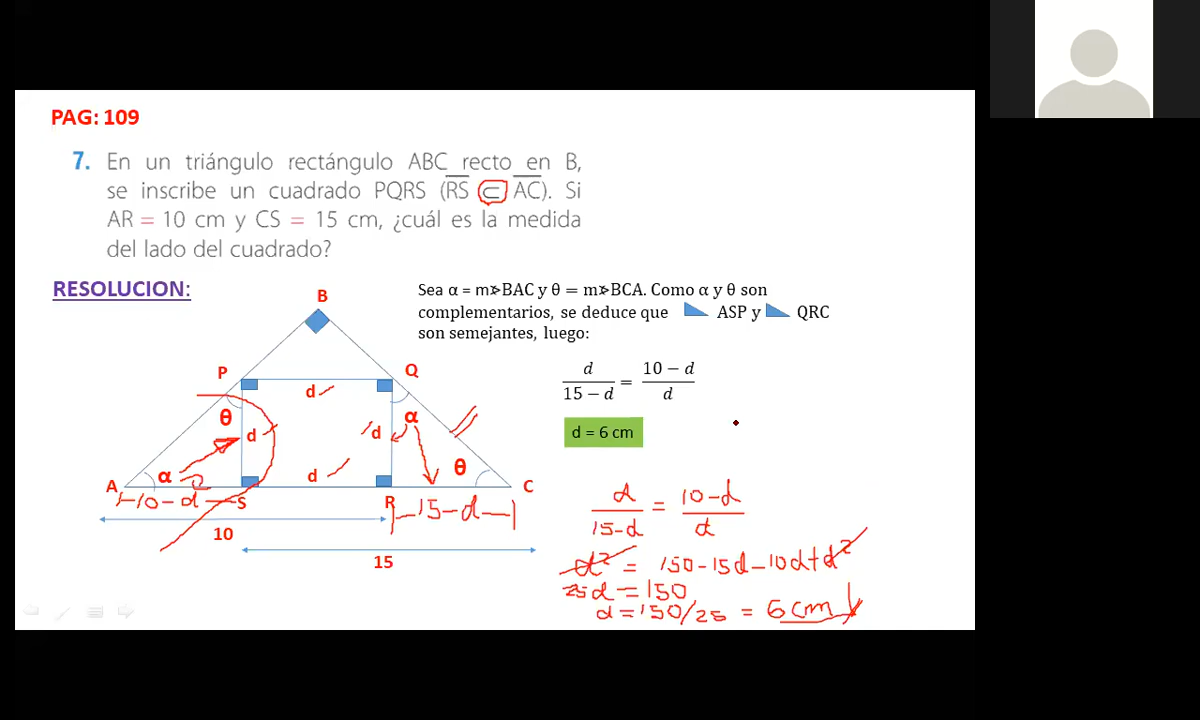 PAG: 109
7. En un triángulo rectángulo ABC recto en B,
se inscribe un cuadrado PQRS (RS ⊂ AC). Si
AR = 10 cm y CS = 15 cm, ¿cuál es la medida
del lado del cuadrado?
RESOLUCION:
Sea α = m∢BAC y θ = m∢BCA. Como α y θ son
complementarios, se deduce que ASP y QRC
son semejantes, luego:
d / 15 − d = 10 − d / d
d = 6 cm
B
P
Q
d
θ
d
d
α
α
d
θ
A
S
R
C
10 - d
15 - d
10
15
d / 15-d = 10-d / d
d² = 150 - 15d - 10d + d²
25d = 150
d = 150/25 = 6 cm